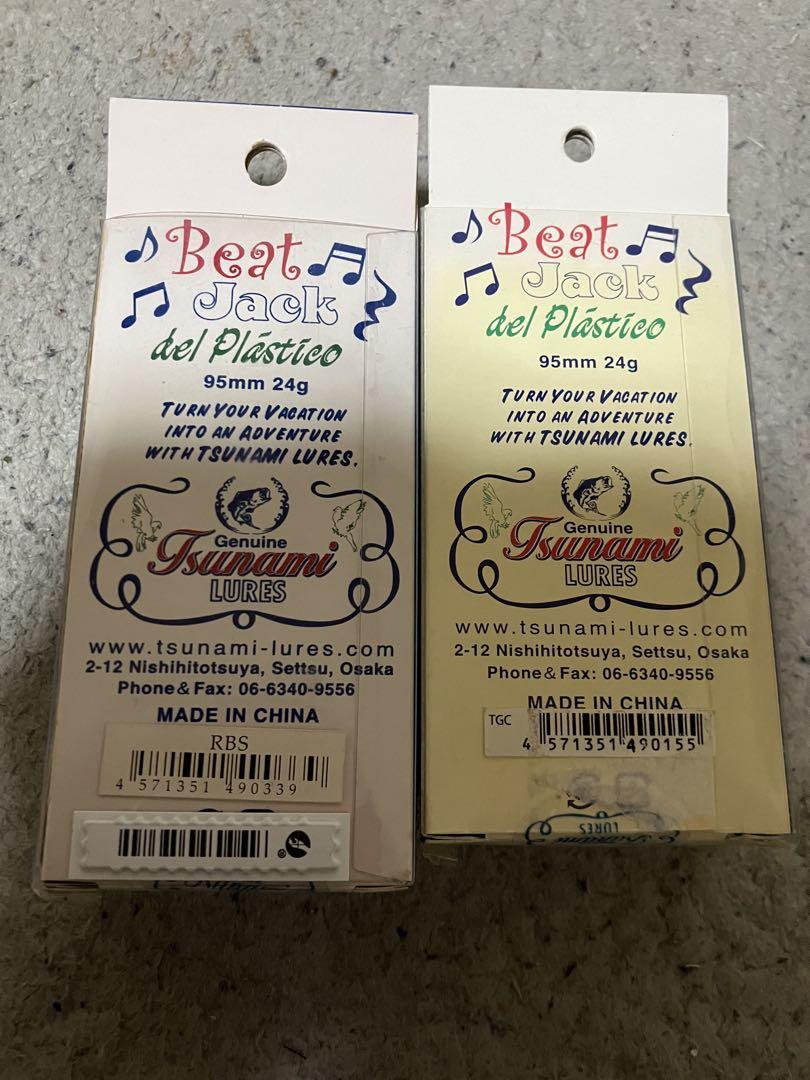 Beat
Jack
del Plástico
95mm 24g
TURN YOUR VACATION
INTO AN ADVENTURE
WITH TSUNAMI LURES.
Genuine
Tsunami
LURES
www.tsunami-lures.com
2-12 Nishihitotsuya, Settsu, Osaka
Phone & Fax: 06-6340-9556
MADE IN CHINA
RBS
4 571351 490339
Beat
Jack
del Plástico
95mm 24g
TURN YOUR VACATION
INTO AN ADVENTURE
WITH TSUNAMI LURES.
Genuine
Tsunami
LURES
www.tsunami-lures.com
2-12 Nishihitotsuya, Settsu, Osaka
Phone & Fax: 06-6340-9556
MADE IN CHINA
TGC
4 571351 490155
LURES